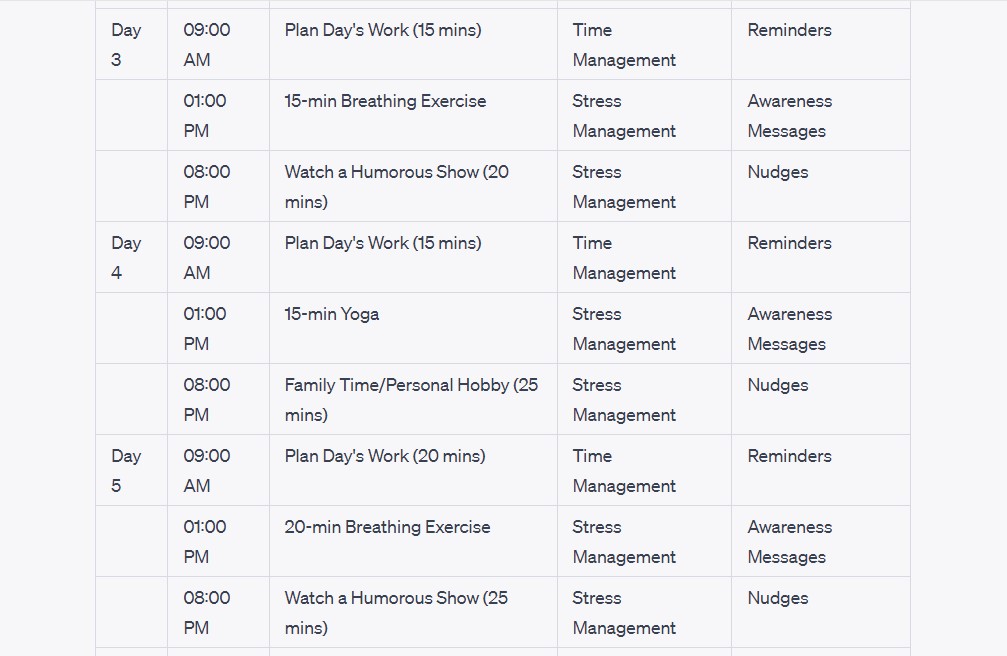 Day 09:00 Plan Day's Work (15 mins) Time Reminders
3 AM Management
01:00 15-min Breathing Exercise Stress Awareness
PM Management Messages
08:00 Watch a Humorous Show (20 Stress Nudges
PM mins) Management
Day 09:00 Plan Day's Work (15 mins) Time Reminders
4 AM Management
01:00 15-min Yoga Stress Awareness
PM Management Messages
08:00 Family Time/Personal Hobby (25 Stress Nudges
PM mins) Management
Day 09:00 Plan Day's Work (20 mins) Time Reminders
5 AM Management
01:00 20-min Breathing Exercise Stress Awareness
PM Management Messages
08:00 Watch a Humorous Show (25 Stress Nudges
PM mins) Management